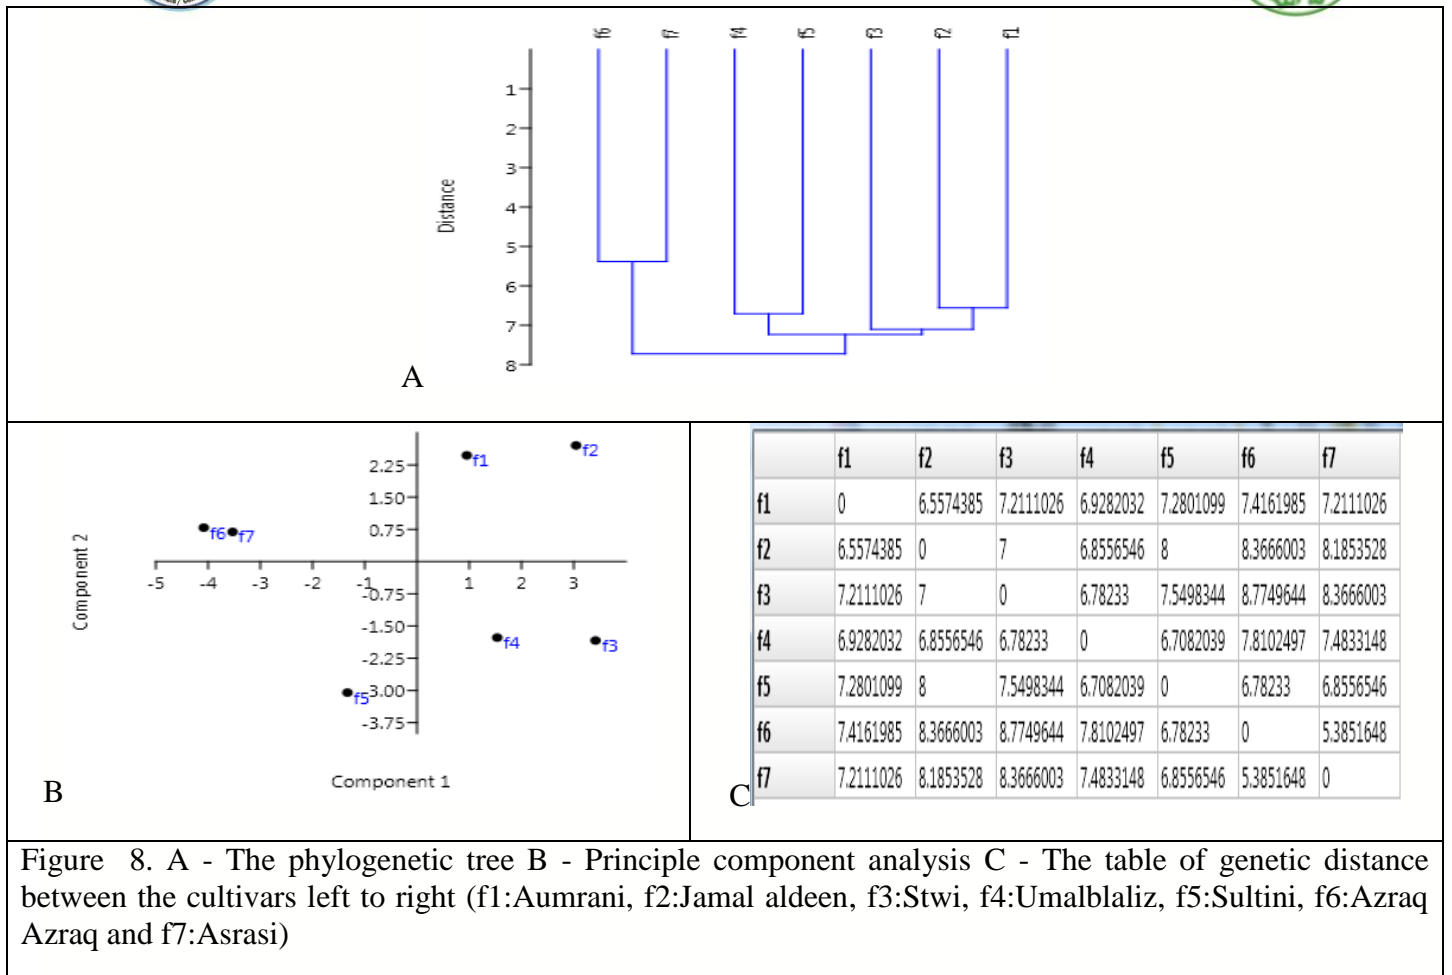 f6 f7 f4 f5 f3 f2 f1
1
2
3
4
5
6
7
8
Distance
A
2.25
1.50
0.75
-0.75
-1.50
-2.25
-3.00
-3.75
-5 -4 -3 -2 -1 1 2 3
f1
f2
f6 f7
f4
f3
f5
Component 2
Component 1
B
f1 f2 f3 f4 f5 f6 f7
f1 0 6.5574385 7.2111026 6.9282032 7.2801099 7.4161985 7.2111026
f2 6.5574385 0 7 6.8556546 8 8.3666003 8.1853528
f3 7.2111026 7 0 6.78233 7.5498344 8.7749644 8.3666003
f4 6.9282032 6.8556546 6.78233 0 6.7082039 7.8102497 7.4833148
f5 7.2801099 8 7.5498344 6.7082039 0 6.78233 6.8556546
f6 7.4161985 8.3666003 8.7749644 7.8102497 6.78233 0 5.3851648
f7 7.2111026 8.1853528 8.3666003 7.4833148 6.8556546 5.3851648 0
C
Figure 8. A - The phylogenetic tree B - Principle component analysis C - The table of genetic distance
between the cultivars left to right (f1:Aumrani, f2:Jamal aldeen, f3:Stwi, f4:Umalblaliz, f5:Sultini, f6:Azraq
Azraq and f7:Asrasi)